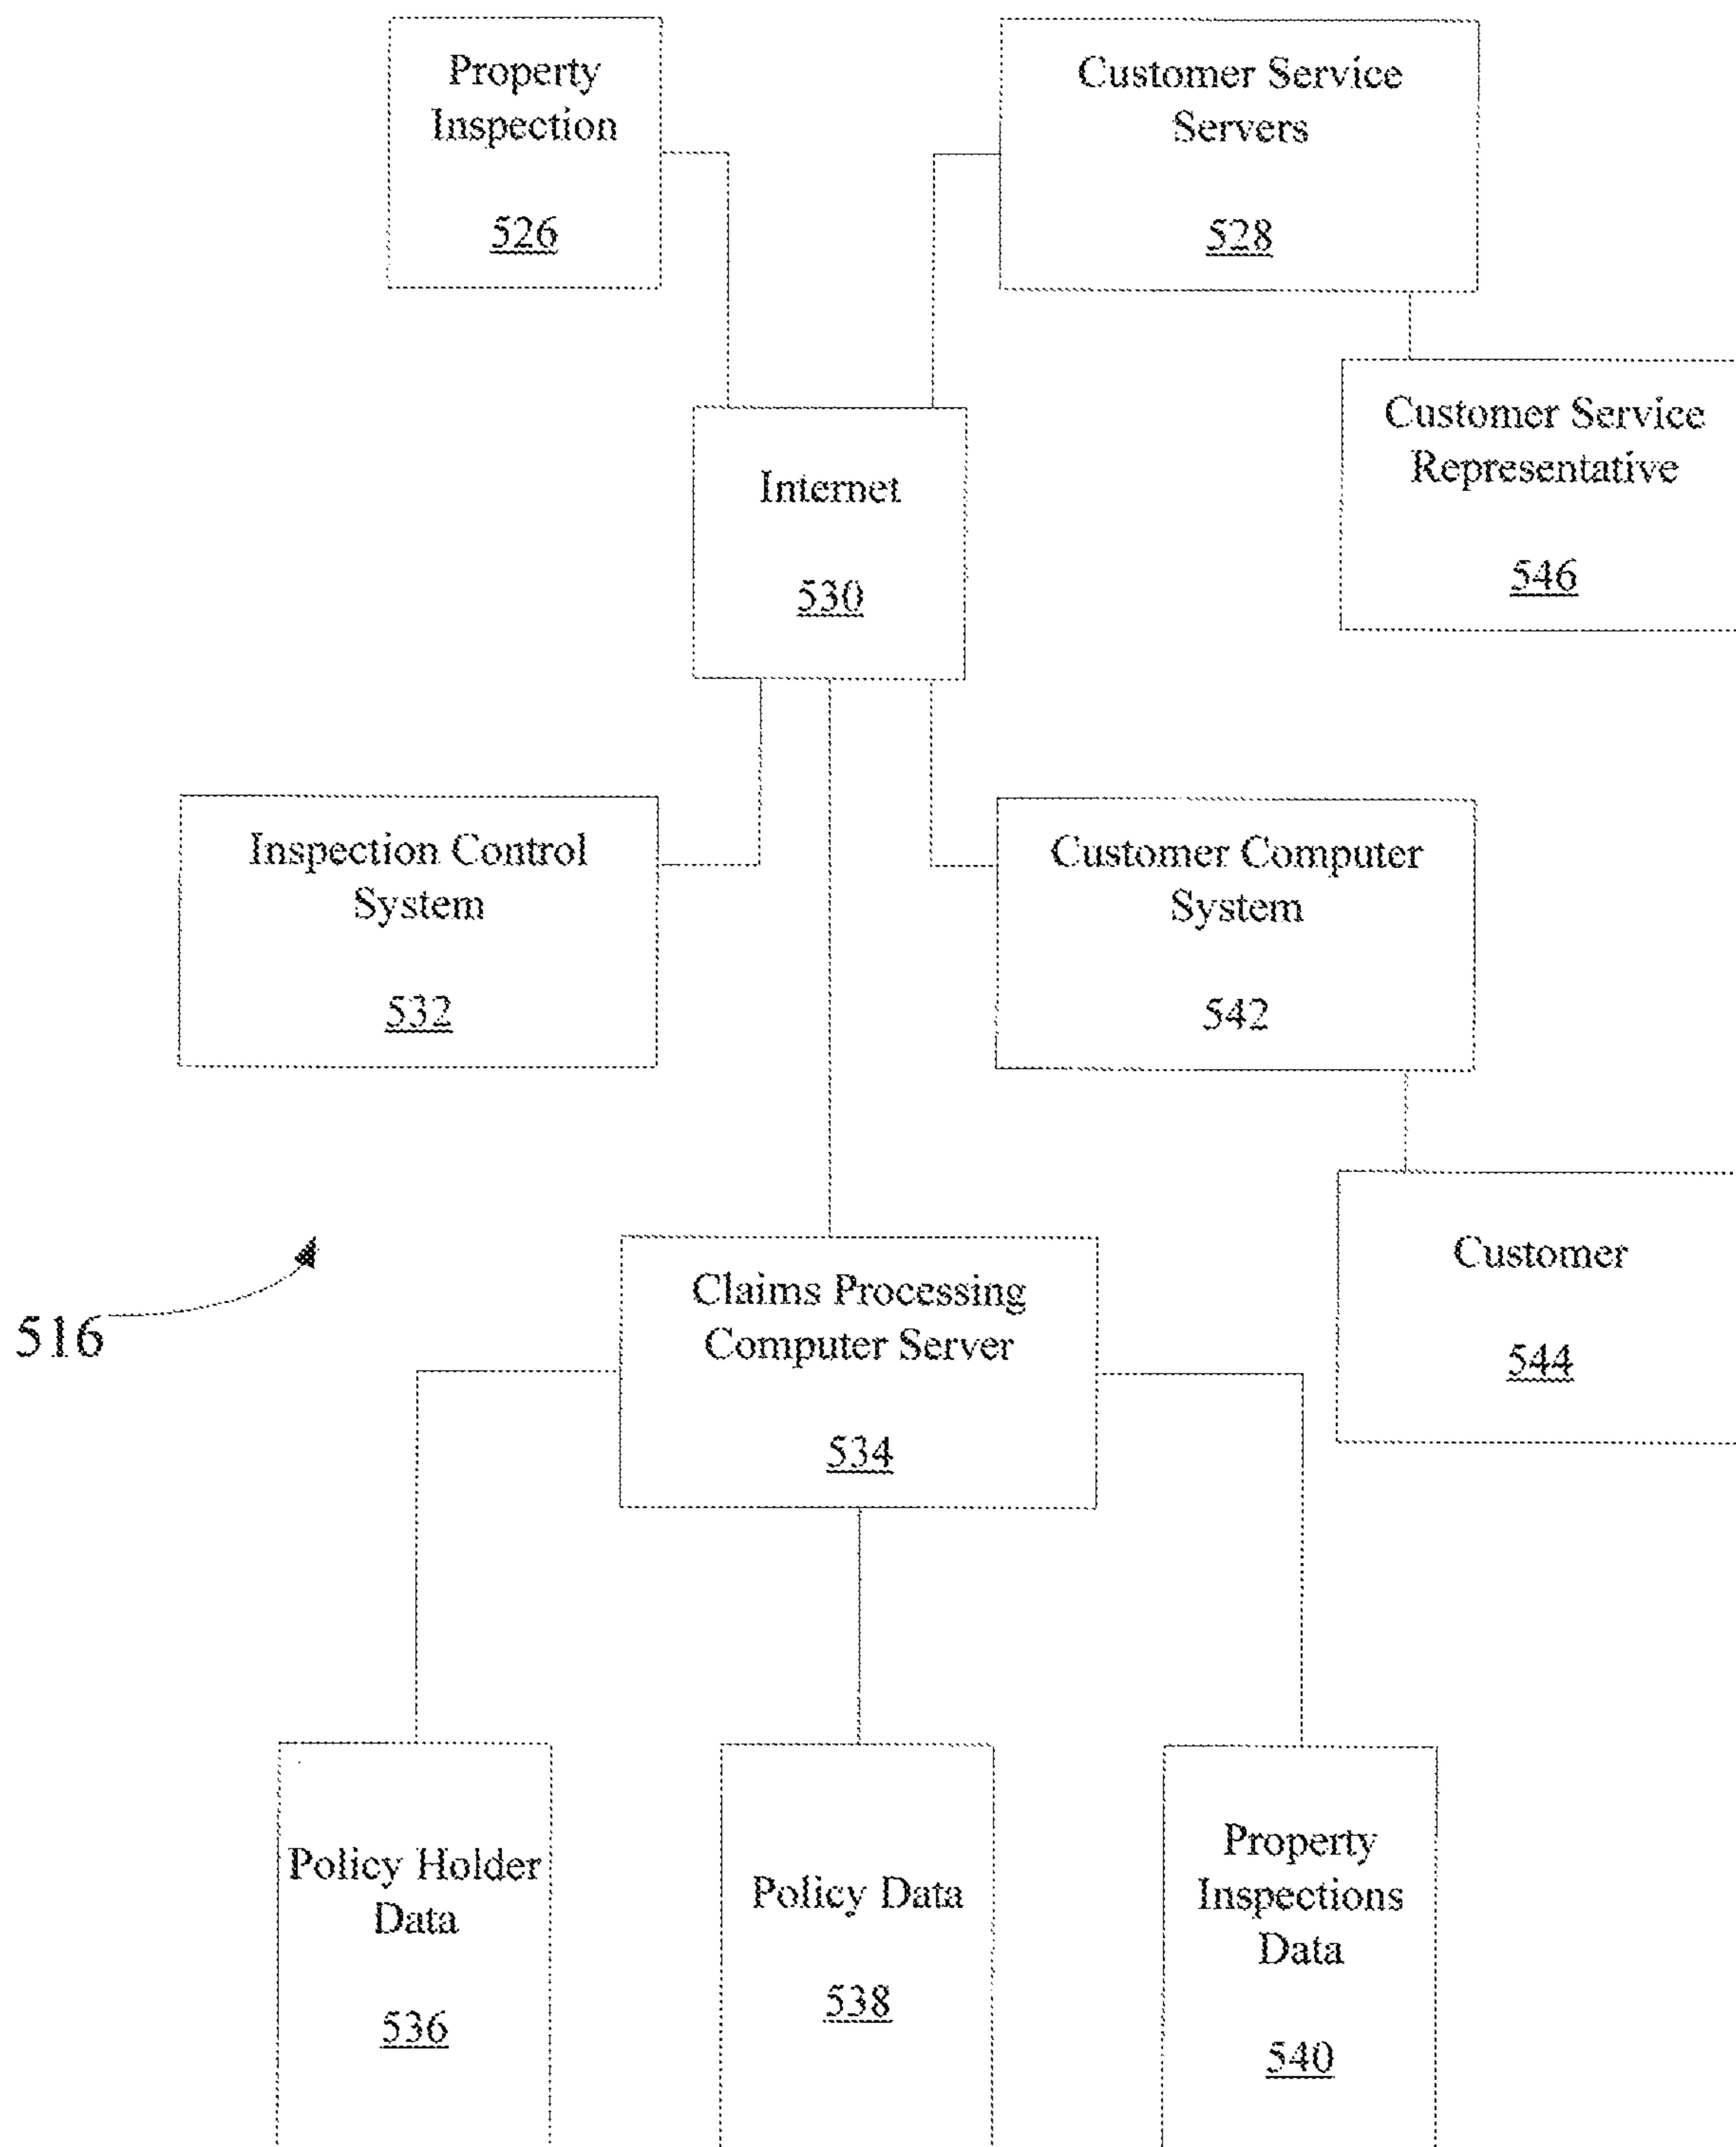 Property
Inspection
526
Customer Service
Servers
528
Customer Service
Representative
546
Internet
530
Inspection Control
System
532
Customer Computer
System
542
Customer
544
516
Claims Processing
Computer Server
534
Policy Holder
Data
536
Policy Data
538
Property
Inspections
Data
540